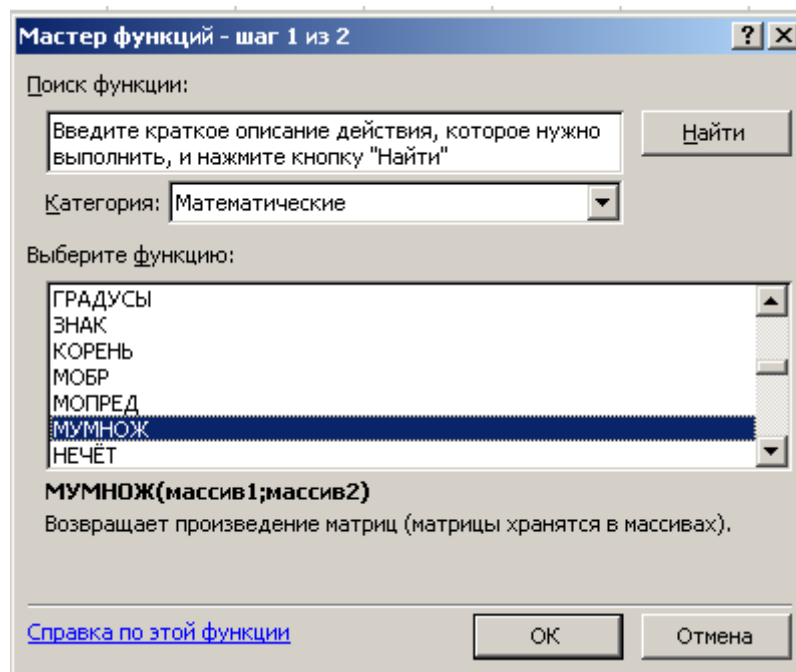 Мастер функций - шаг 1 из 2
Поиск функции:
Введите краткое описание действия, которое нужно
выполнить, и нажмите кнопку "Найти"
Найти
Категория: Математические
Выберите функцию:
ГРАДУСЫ
ЗНАК
КОРЕНЬ
МОБР
МОПРЕД
МУМНОЖ
НЕЧЁТ
МУМНОЖ(массив1;массив2)
Возвращает произведение матриц (матрицы хранятся в массивах).
Справка по этой функции
ОК
Отмена